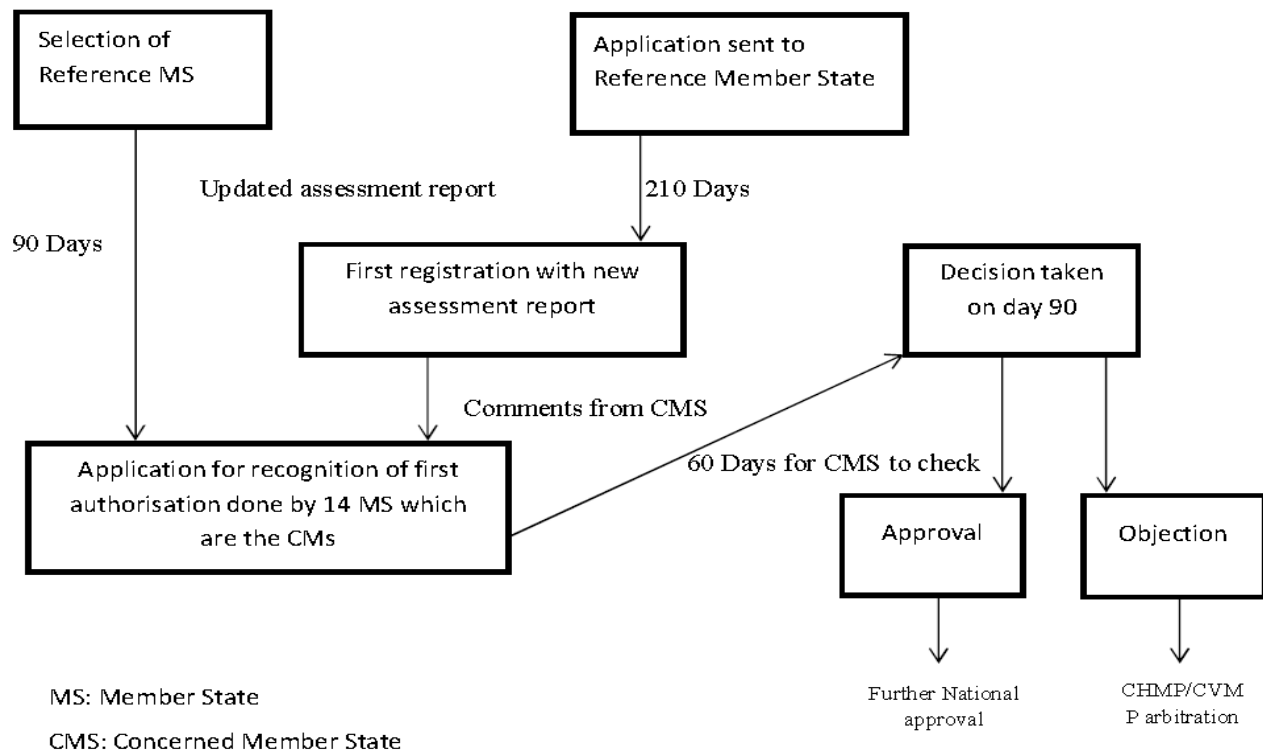 Selection of
Reference MS
Application sent to
Reference Member State
Updated assessment report
210 Days
90 Days
First registration with new
assessment report
Decision taken
on day 90
Comments from CMS
60 Days for CMS to check
Application for recognition of first
authorisation done by 14 MS which
are the CMs
Approval
Objection
Further National
approval
CHMP/CVM
P arbitration
MS: Member State
CMS: Concerned Member State